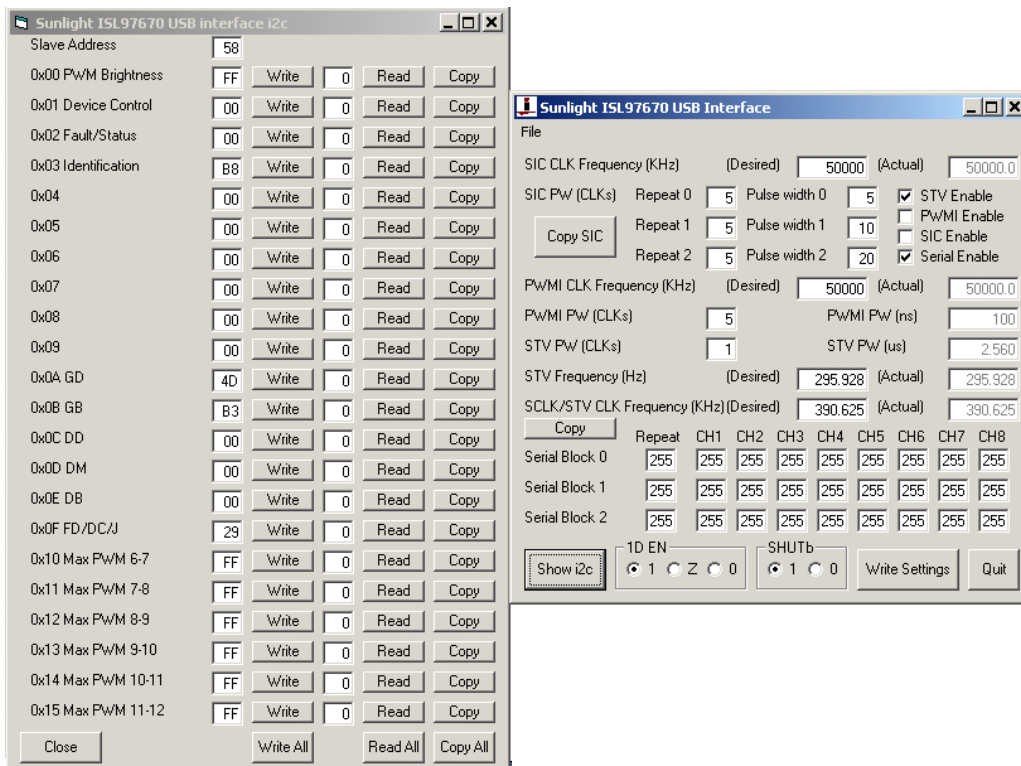 Sunlight ISL97670 USB interface i2c
Slave Address 58
0x00 PWM Brightness FF Write 0 Read Copy
0x01 Device Control 00 Write 0 Read Copy
0x02 Fault/Status 00 Write 0 Read Copy
0x03 Identification B8 Write 0 Read Copy
0x04 00 Write 0 Read Copy
0x05 00 Write 0 Read Copy
0x06 00 Write 0 Read Copy
0x07 00 Write 0 Read Copy
0x08 00 Write 0 Read Copy
0x09 00 Write 0 Read Copy
0x0A GD 4D Write 0 Read Copy
0x0B GB B3 Write 0 Read Copy
0x0C DD 00 Write 0 Read Copy
0x0D DM 00 Write 0 Read Copy
0x0E DB 00 Write 0 Read Copy
0x0F FD/DC/J 29 Write 0 Read Copy
0x10 Max PWM 6-7 FF Write 0 Read Copy
0x11 Max PWM 7-8 FF Write 0 Read Copy
0x12 Max PWM 8-9 FF Write 0 Read Copy
0x13 Max PWM 9-10 FF Write 0 Read Copy
0x14 Max PWM 10-11 FF Write 0 Read Copy
0x15 Max PWM 11-12 FF Write 0 Read Copy
Close Write All Read All Copy All
Sunlight ISL97670 USB Interface
File
SIC CLK Frequency (KHz) (Desired) 50000 (Actual) 50000.0
SIC PW (CLKs) Repeat 0 5 Pulse width 0 5 STV Enable
PWMI Enable
Copy SIC Repeat 1 5 Pulse width 1 10 SIC Enable
Repeat 2 5 Pulse width 2 20 Serial Enable
PWMI CLK Frequency (KHz) (Desired) 50000 (Actual) 50000.0
PWMI PW (CLKs) 5 PWMI PW (ns) 100
STV PW (CLKs) 1 STV PW (us) 2.560
STV Frequency (Hz) (Desired) 295.928 (Actual) 295.928
SCLK/STV CLK Frequency (KHz) (Desired) 390.625 (Actual) 390.625
Copy Repeat CH1 CH2 CH3 CH4 CH5 CH6 CH7 CH8
Serial Block 0 255 255 255 255 255 255 255 255 255
Serial Block 1 255 255 255 255 255 255 255 255 255
Serial Block 2 255 255 255 255 255 255 255 255 255
1D EN SHUTb
Show i2c 1 Z 0 1 0 Write Settings Quit